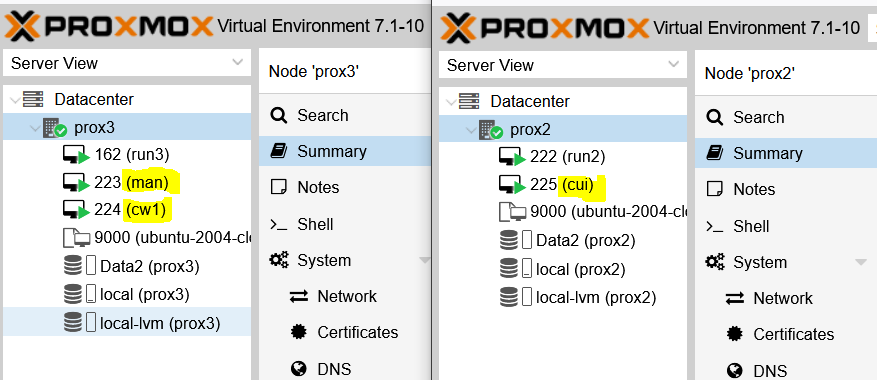 PROXMOX Virtual Environment 7.1-10
Server View
Datacenter
prox3
162 (run3)
223 (man)
224 (cw1)
9000 (ubuntu-2004-clo
Data2 (prox3)
local (prox3)
local-lvm (prox3)
Node 'prox3'
Search
Summary
Notes
>_ Shell
System
Network
Certificates
DNS
PROXMOX Virtual Environment 7.1-10
Server View
Datacenter
prox2
222 (run2)
225 (cui)
9000 (ubuntu-2004-clo
Data2 (prox2)
local (prox2)
local-lvm (prox2)
Node 'prox2'
Search
Summary
Notes
>_ Shell
System
Network
Certificates
DNS